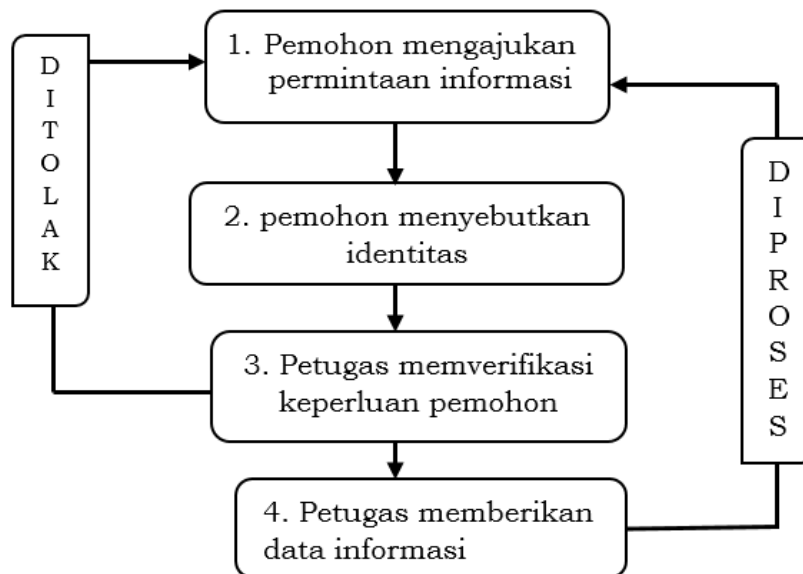 1. Pemohon mengajukan
permintaan informasi
2. pemohon menyebutkan
identitas
3. Petugas memverifikasi
keperluan pemohon
4. Petugas memberikan
data informasi
D
I
T
O
L
A
K
D
I
P
R
O
S
E
S